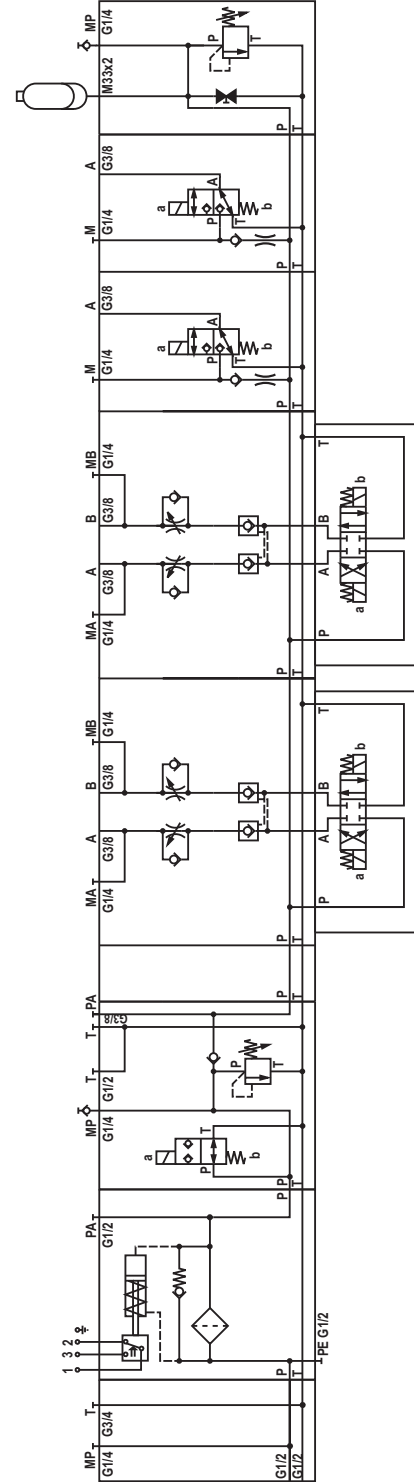 MP G1/4
M33x2
P T
P T
A G3/8
a
A
P T
b
M G1/4
P T
A G3/8
a
A
P T
b
M G1/4
P T
MB G1/4
B G3/8
A G3/8
MA G1/4
T
B
A
P
b
a
P T
MB G1/4
B G3/8
A G3/8
MA G1/4
T
B
A
P
b
a
P T
P T
PA G3/8
T
T G1/2
P T
MP G1/4
a
P T
b
P P T
PA G1/2
2
3
1
PE G1/2
P T
T G3/4
MP G1/4
G1/2
G1/2